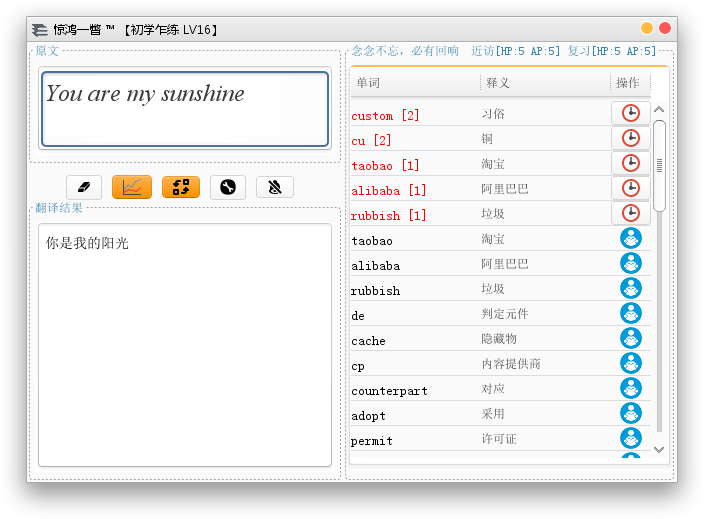 惊鸿一瞥 ™ 【初学乍练 LV16】
原文
You are my sunshine
翻译结果
你是我的阳光
念念不忘，必有回响 近访[HP:5 AP:5] 复习[HP:5 AP:5]
单词 释义 操作
custom [2] 习俗
cu [2] 铜
taobao [1] 淘宝
alibaba [1] 阿里巴巴
rubbish [1] 垃圾
taobao 淘宝
alibaba 阿里巴巴
rubbish 垃圾
de 判定元件
cache 隐藏物
cp 内容提供商
counterpart 对应
adopt 采用
permit 许可证